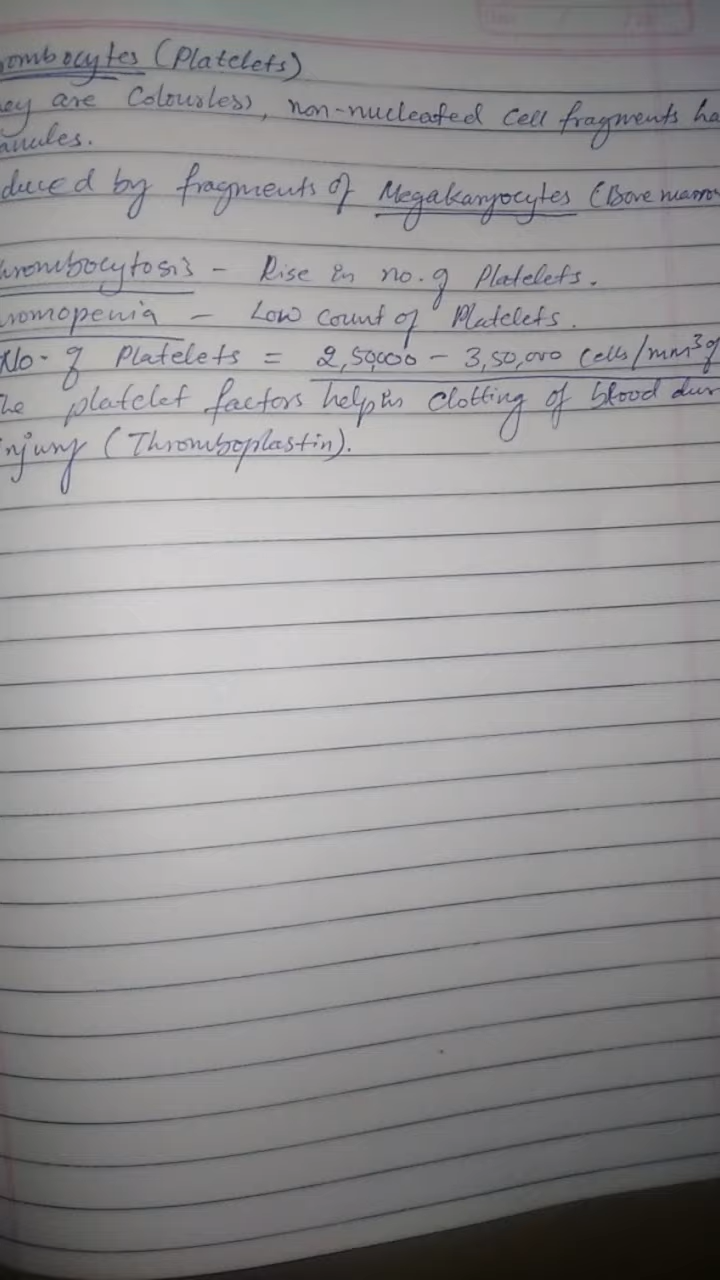 ombocytes (Platelets)
ey are Colourless, non-nucleated cell fragments ha
anules.
duced by fragments of Megakaryocytes (Bone marro
hrombocytosis - Rise in no. of Platelets.
romopenia - Low count of Platelets.
No. of Platelets = 2,50,000 - 3,50,000 Cells/mm³ of
he platelet factors help in clotting of blood dur
njury (Thromboplastin).